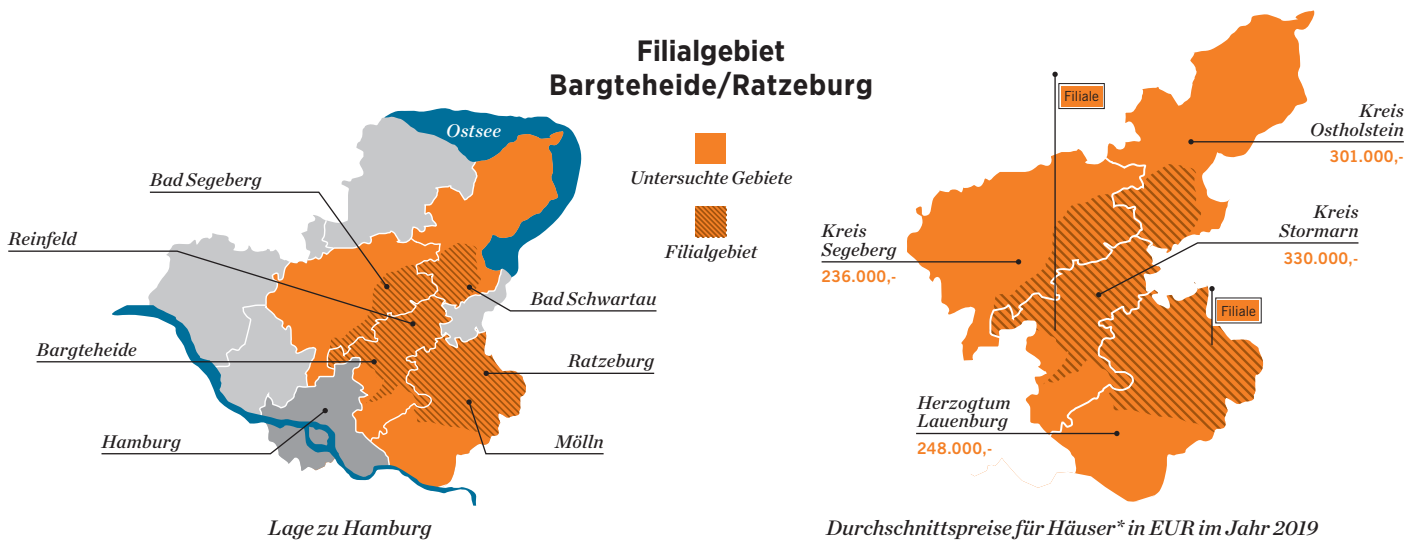 Filialgebiet
Bargteheide/Ratzeburg
Ostsee
Bad Segeberg
Reinfeld
Bad Schwartau
Bargteheide
Ratzeburg
Hamburg
Mölln
Lage zu Hamburg
Untersuchte Gebiete
Filialgebiet
Filiale
Kreis
Ostholstein
301.000,-
Kreis
Stormarn
330.000,-
Kreis
Segeberg
236.000,-
Filiale
Herzogtum
Lauenburg
248.000,-
Durchschnittspreise für Häuser* in EUR im Jahr 2019